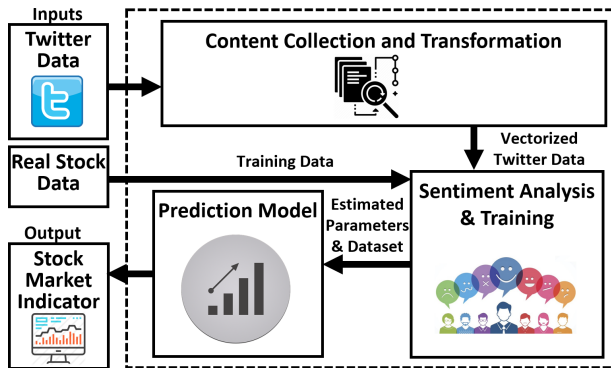 Inputs
Twitter
Data
Content Collection and Transformation
Vectorized
Twitter Data
Real Stock
Data
Training Data
Sentiment Analysis
& Training
Estimated
Parameters
& Dataset
Prediction Model
Output
Stock
Market
Indicator